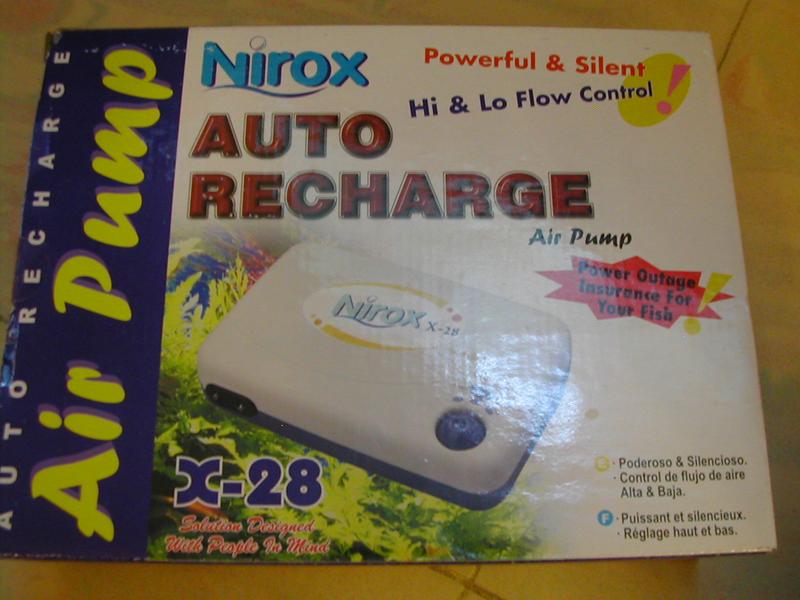 AUTO RECHARGE
Air Pump
Nirox
Powerful & Silent
Hi & Lo Flow Control
!
AUTO
RECHARGE
Air Pump
Power Outage
Insurance For
Your Fish
!
Nirox X-28
X-28
Solution Designed
With People In Mind
E · Poderoso & Silencioso.
· Control de flujo de aire
Alta & Baja.
F · Puissant et silencieux.
· Réglage haut et bas.